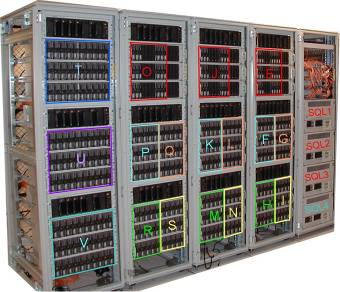 T O J E
SQL1
U P Q K L F G
SQL2
SQL3
V R S M N H I